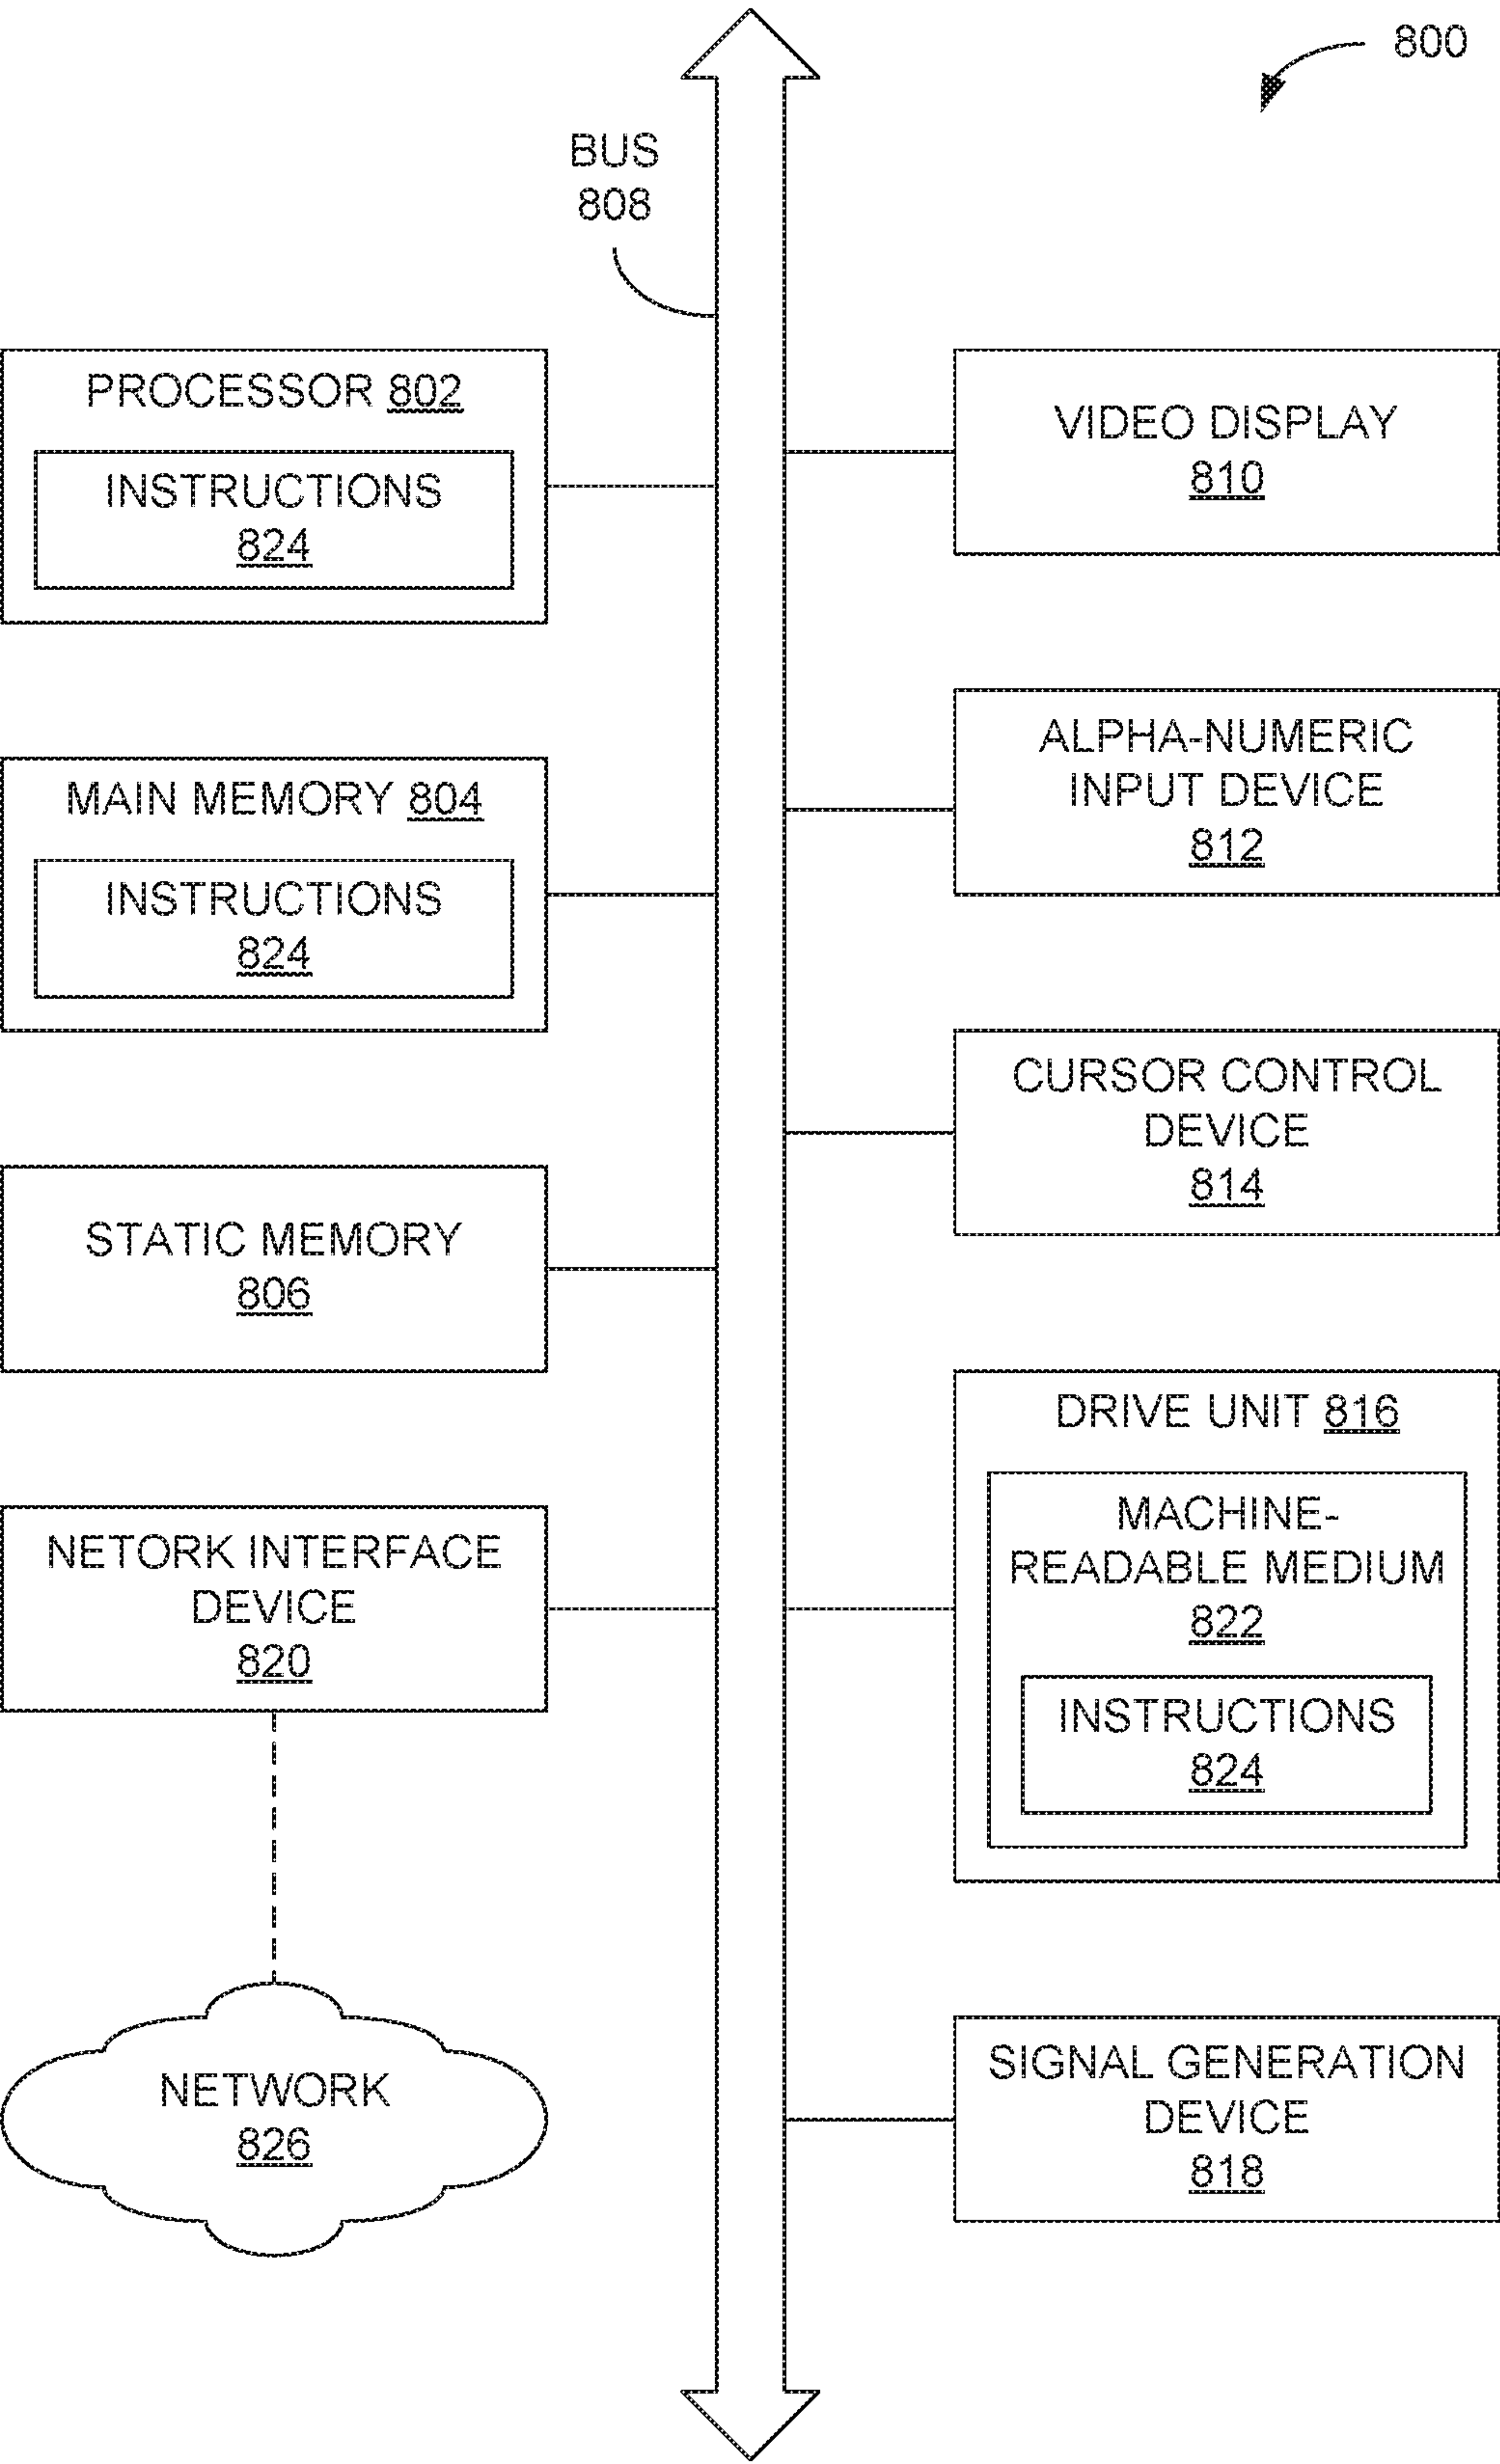 800
BUS
808
PROCESSOR 802
INSTRUCTIONS
824
MAIN MEMORY 804
INSTRUCTIONS
824
STATIC MEMORY
806
NETORK INTERFACE
DEVICE
820
NETWORK
826
VIDEO DISPLAY
810
ALPHA-NUMERIC
INPUT DEVICE
812
CURSOR CONTROL
DEVICE
814
DRIVE UNIT 816
MACHINE-
READABLE MEDIUM
822
INSTRUCTIONS
824
SIGNAL GENERATION
DEVICE
818